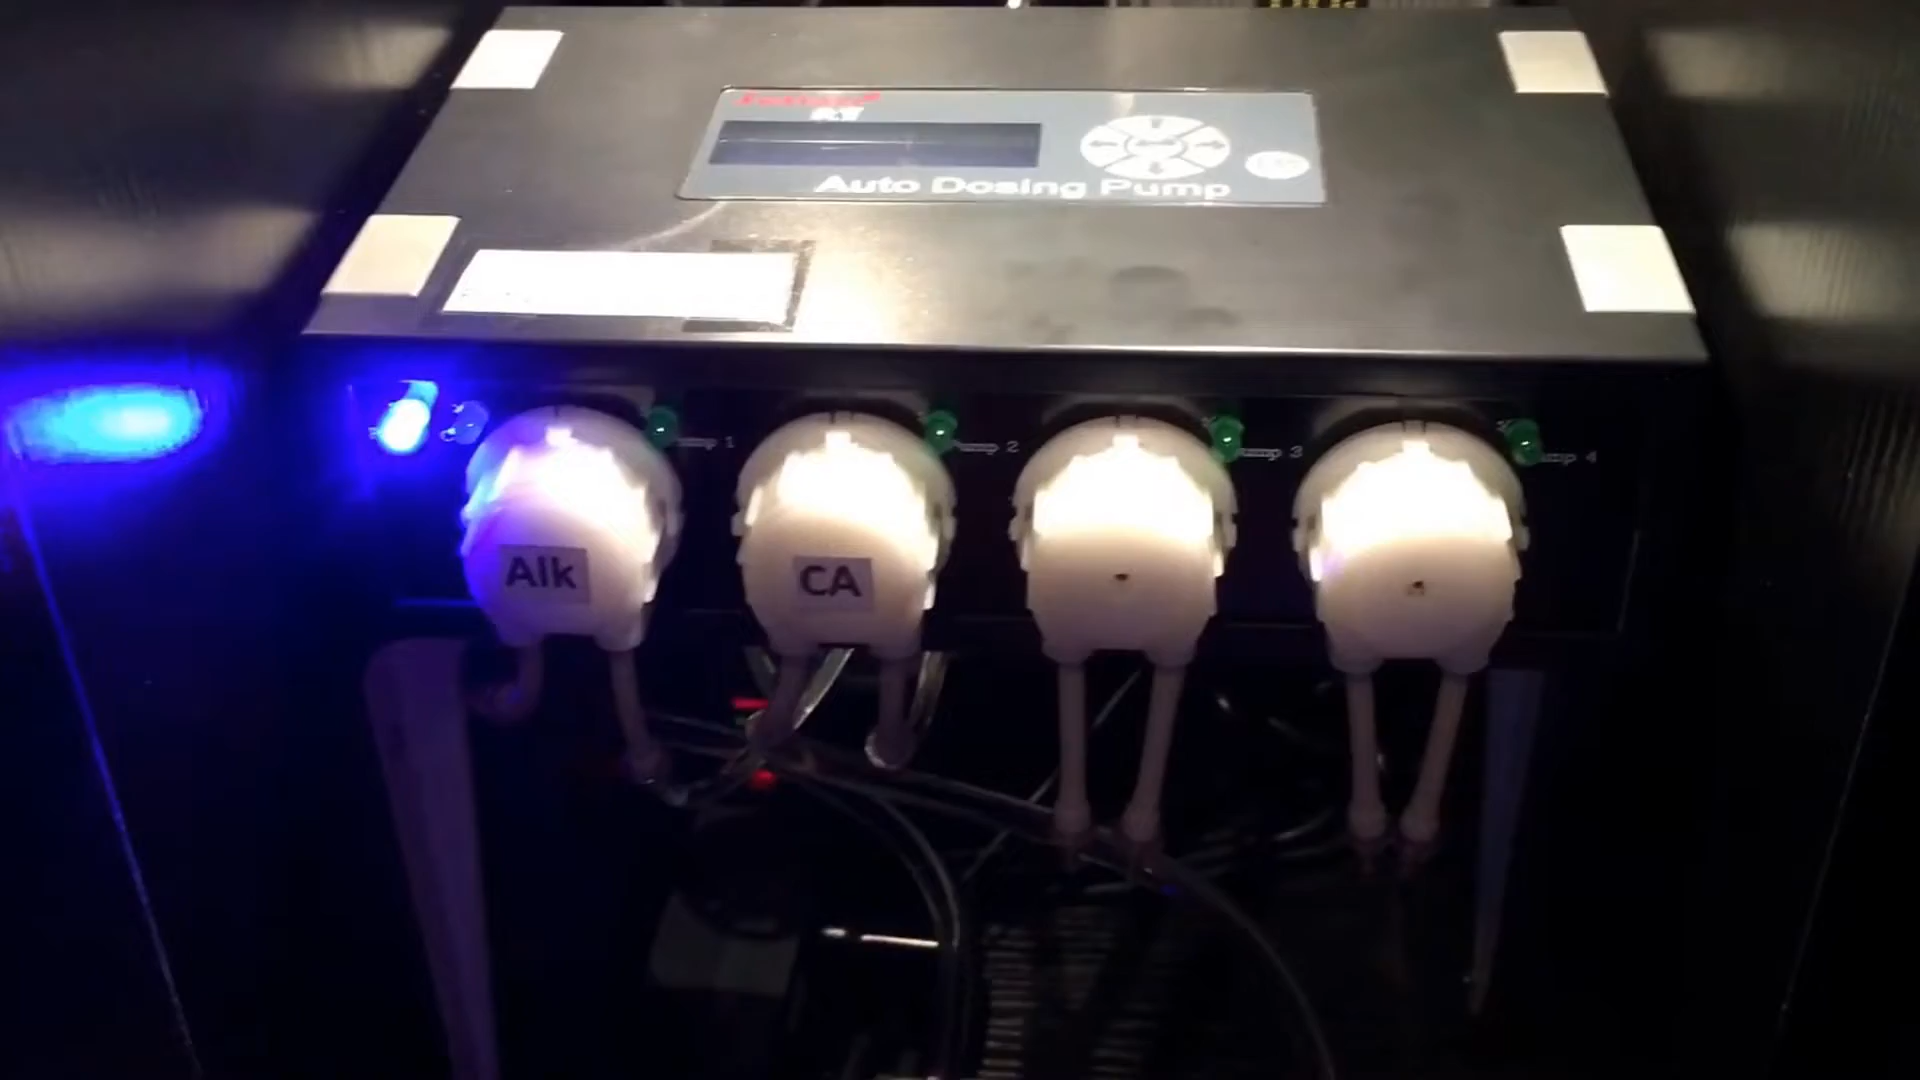 Auto Dosing Pump
Pump 1
Pump 2
Pump 3
Pump 4
Alk
CA